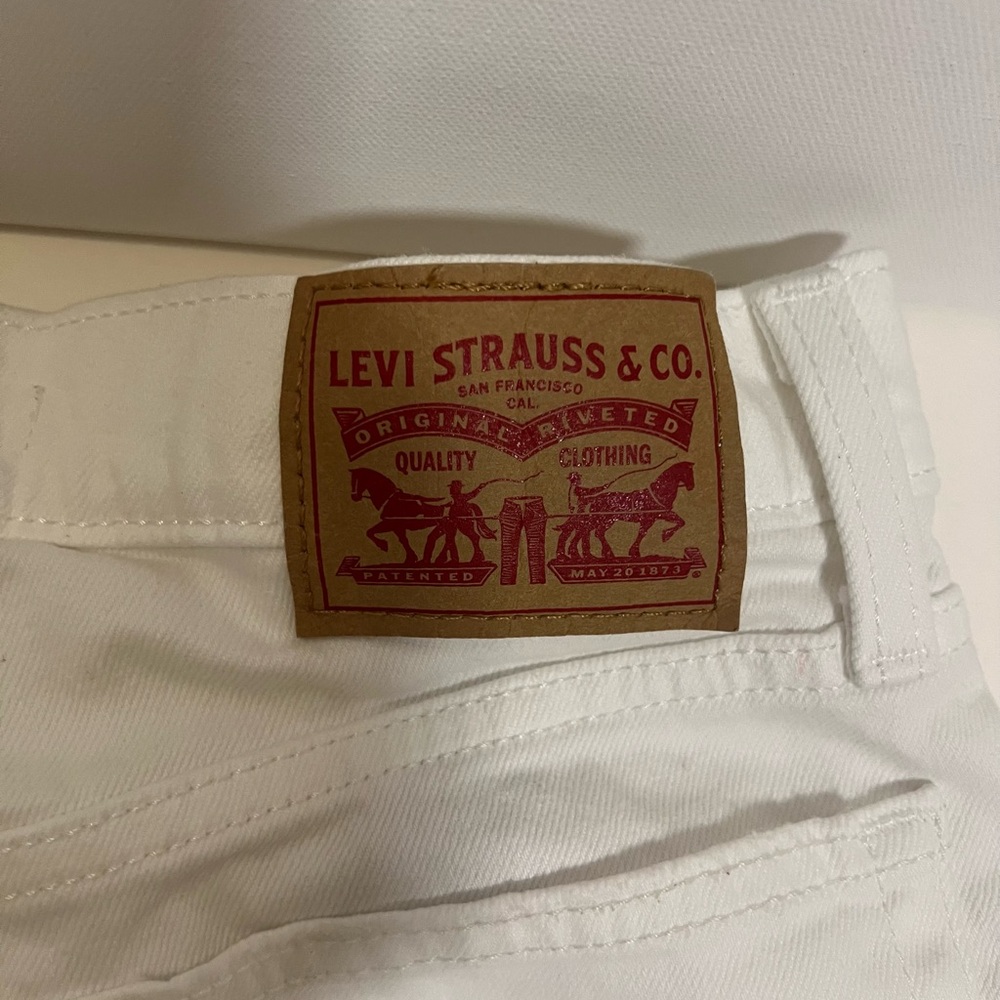 LEVI STRAUSS & CO.
SAN FRANCISCO
CAL.
ORIGINAL RIVETED
QUALITY CLOTHING
PATENTED MAY 20 1873
®